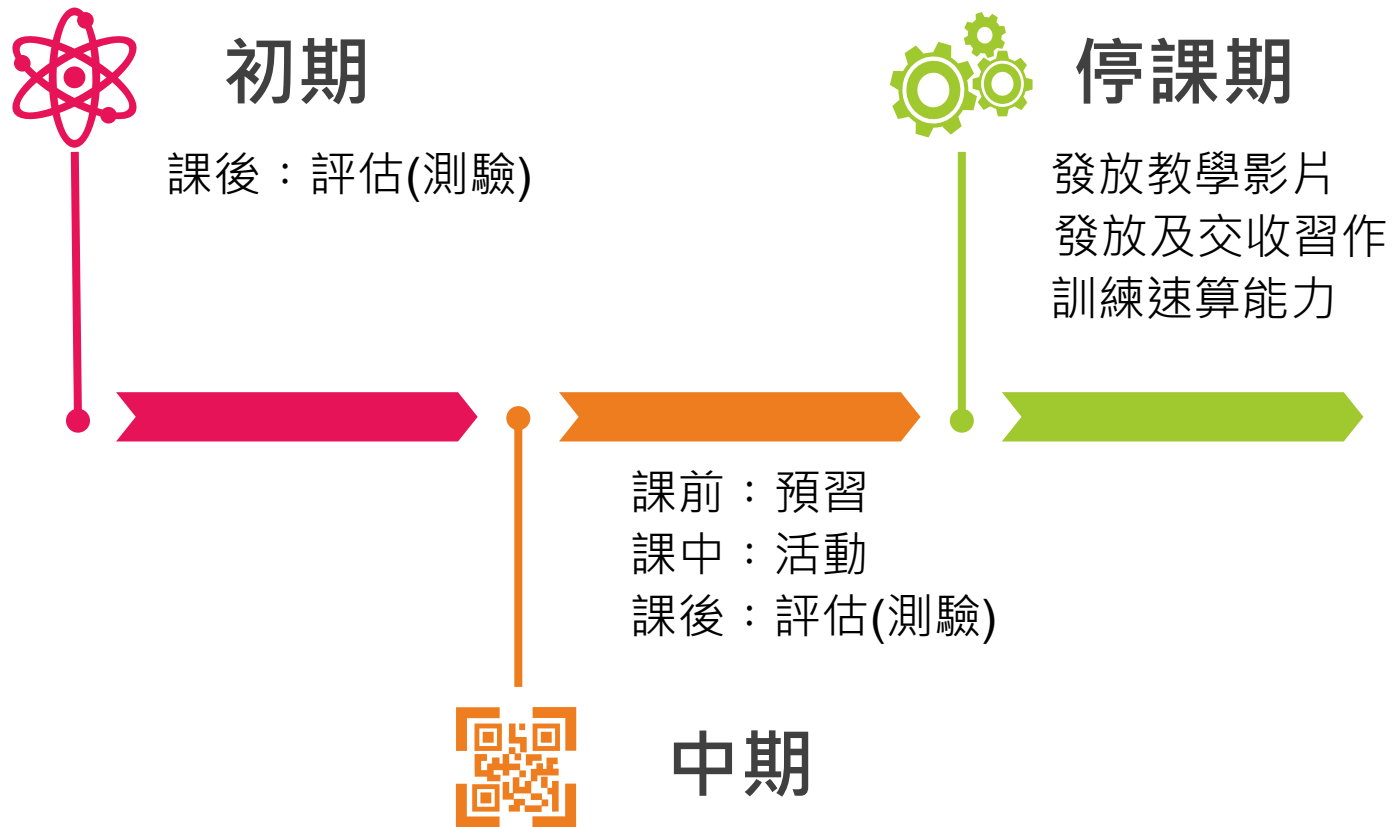 初期
課後：評估(測驗)
停課期
發放教學影片
發放及交收習作
訓練速算能力
課前：預習
課中：活動
課後：評估(測驗)
中期